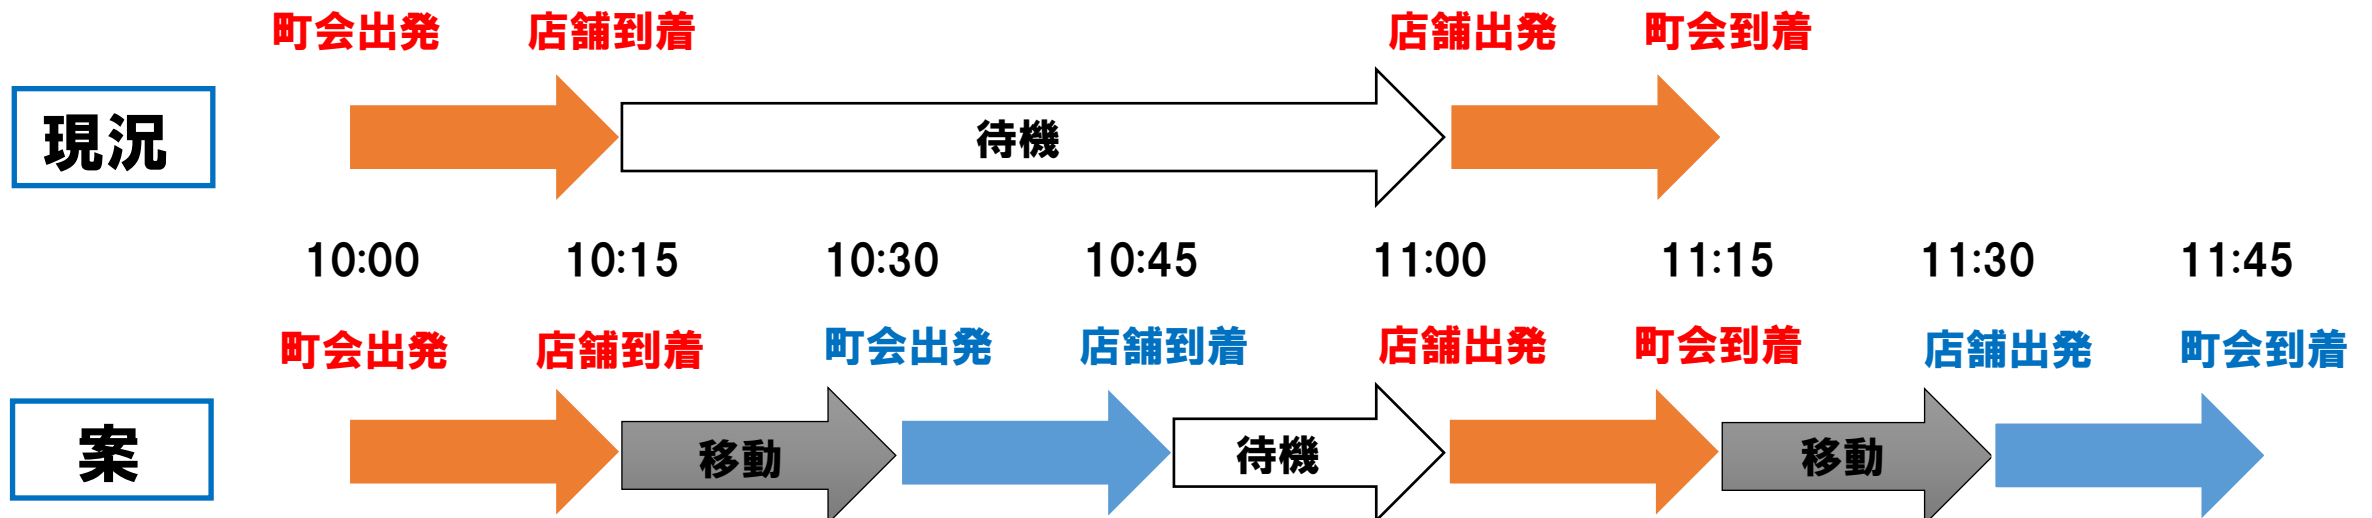 町会出発 店舗到着 店舗出発 町会到着
現況
待機
10:00 10:15 10:30 10:45 11:00 11:15 11:30 11:45
町会出発 店舗到着 町会出発 店舗到着 店舗出発 町会到着 店舗出発 町会到着
案
移動 待機 移動